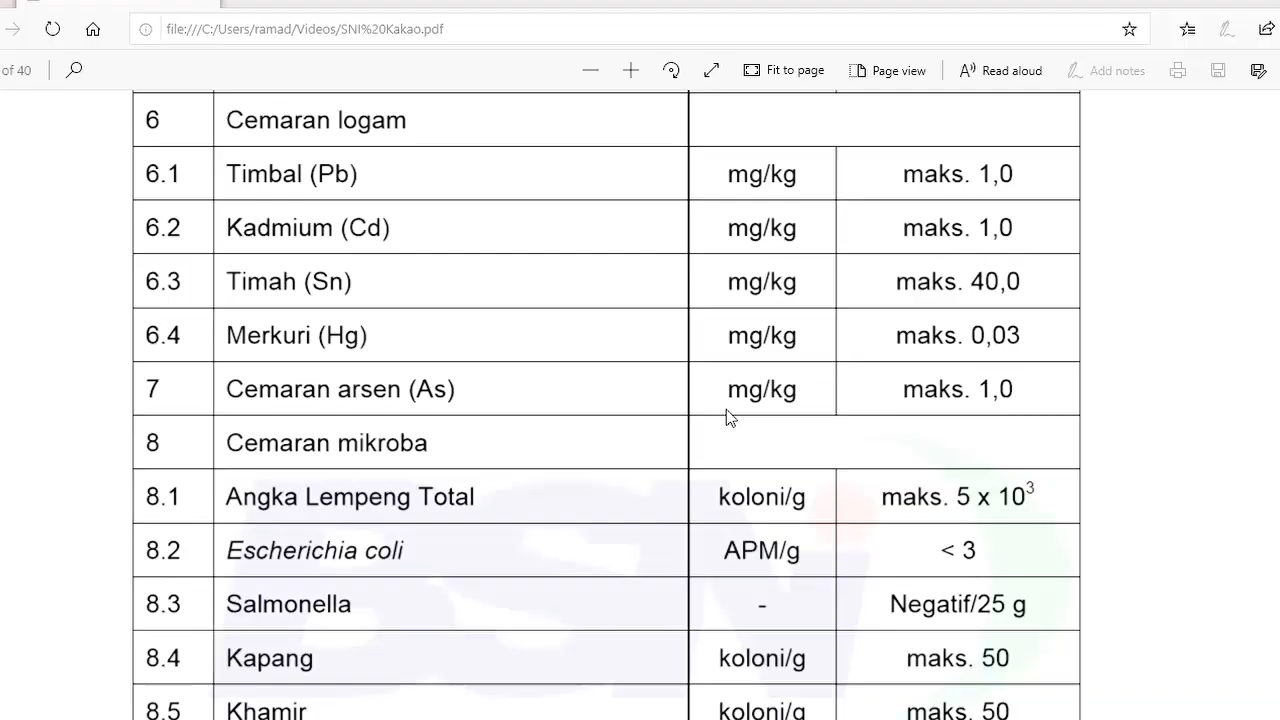 file:///C:/Users/ramad/Videos/SNI%20Kakao.pdf
of 40 Fit to page Page view Read aloud Add notes
6 Cemaran logam
6.1 Timbal (Pb) mg/kg maks. 1,0
6.2 Kadmium (Cd) mg/kg maks. 1,0
6.3 Timah (Sn) mg/kg maks. 40,0
6.4 Merkuri (Hg) mg/kg maks. 0,03
7 Cemaran arsen (As) mg/kg maks. 1,0
8 Cemaran mikroba
8.1 Angka Lempeng Total koloni/g maks. 5 x 10³
8.2 Escherichia coli APM/g < 3
8.3 Salmonella - Negatif/25 g
8.4 Kapang koloni/g maks. 50
8.5 Khamir koloni/g maks. 50
BSN